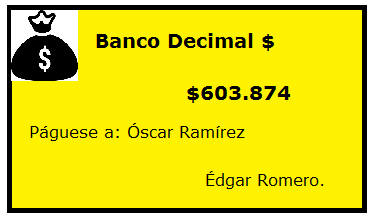 Banco Decimal $
$
$603.874
Páguese a: Óscar Ramírez
Édgar Romero.